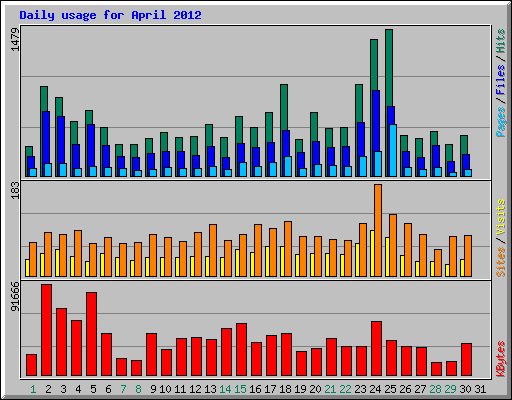 Daily usage for April 2012
1479
Pages / Files / Hits
183
Sites / Visits
91666
KBytes
1 2 3 4 5 6 7 8 9 10 11 12 13 14 15 16 17 18 19 20 21 22 23 24 25 26 27 28 29 30 31